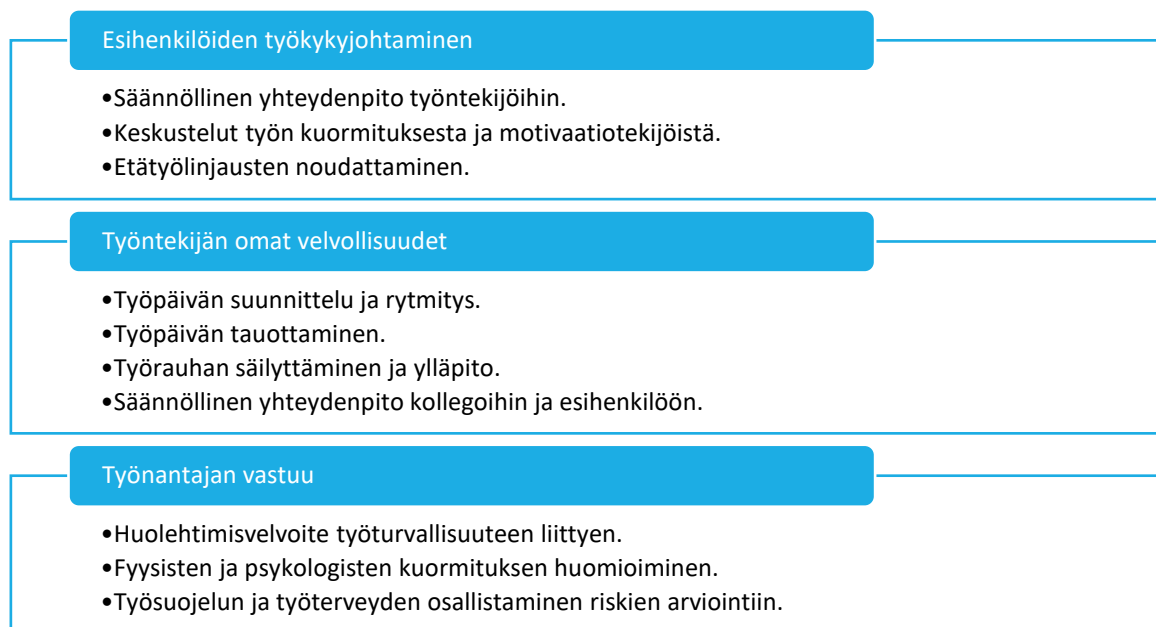 Esihenkilöiden työkykyjohtaminen
•Säännöllinen yhteydenpito työntekijöihin.
•Keskustelut työn kuormituksesta ja motivaatiotekijöistä.
•Etätyölinjausten noudattaminen.
Työntekijän omat velvollisuudet
•Työpäivän suunnittelu ja rytmitys.
•Työpäivän tauottaminen.
•Työrauhan säilyttäminen ja ylläpito.
•Säännöllinen yhteydenpito kollegoihin ja esihenkilöön.
Työnantajan vastuu
•Huolehtimisvelvoite työturvallisuuteen liittyen.
•Fyysisten ja psykologisten kuormituksen huomioiminen.
•Työsuojelun ja työterveyden osallistaminen riskien arviointiin.